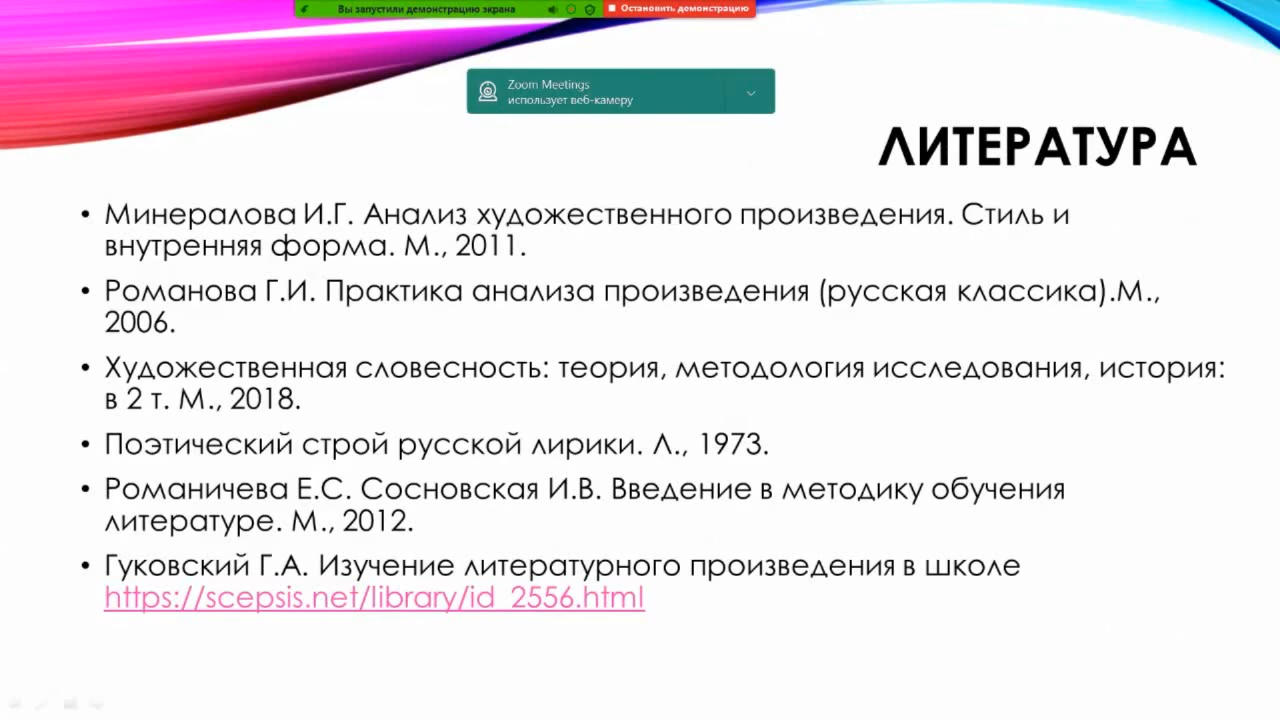 Вы запустили демонстрацию экрана
Остановить демонстрацию
Zoom Meetings
использует веб-камеру
ЛИТЕРАТУРА
• Минералова И.Г. Анализ художественного произведения. Стиль и
внутренняя форма. М., 2011.
• Романова Г.И. Практика анализа произведения (русская классика).М.,
2006.
• Художественная словесность: теория, методология исследования, история:
в 2 т. М., 2018.
• Поэтический строй русской лирики. Л., 1973.
• Романичева Е.С. Сосновская И.В. Введение в методику обучения
литературе. М., 2012.
• Гуковский Г.А. Изучение литературного произведения в школе
https://scepsis.net/library/id_2556.html